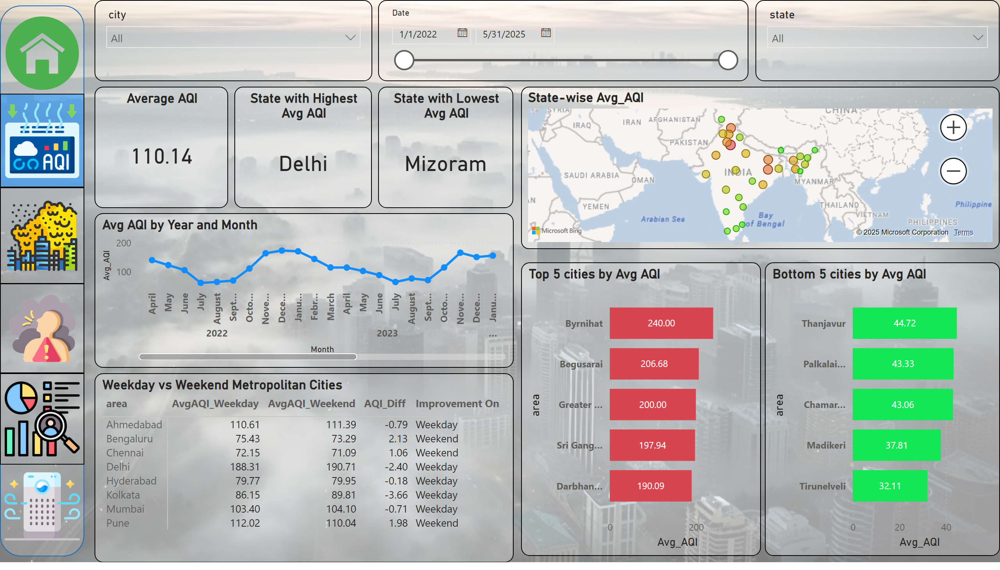 city
All
Date
1/1/2022
5/31/2025
state
All
AQI
Average AQI
110.14
State with Highest
Avg AQI
Delhi
State with Lowest
Avg AQI
Mizoram
State-wise Avg_AQI
SYRIA
IRAQ
IRAN
AFGHANISTAN
CHINA
PAKISTAN
SAUDI ARABIA
OMAN
INDIA
MYANMAR
YEMEN
THAILAND
Philippine
Arabian Sea
Bay
of Bengal
VIETNAM
PHILIPPINES
Microsoft Bing
© 2025 Microsoft Corporation Terms
Avg AQI by Year and Month
Avg_AQI
200
100
April
May
June
July
August
Sept...
Octo...
Nove...
Dece...
Janu...
Febr...
March
April
May
June
July
August
Sept...
Octo...
Nove...
Dece...
Janu...
2022
2023
...
Month
Weekday vs Weekend Metropolitan Cities
area AvgAQI_Weekday AvgAQI_Weekend AQI_Diff Improvement On
Ahmedabad 110.61 111.39 -0.79 Weekday
Bengaluru 75.43 73.29 2.13 Weekend
Chennai 72.15 71.09 1.06 Weekend
Delhi 188.31 190.71 -2.40 Weekday
Hyderabad 79.77 79.95 -0.18 Weekday
Kolkata 86.15 89.81 -3.66 Weekday
Mumbai 103.40 104.10 -0.71 Weekday
Pune 112.02 110.04 1.98 Weekend
Top 5 cities by Avg AQI
area
Byrnihat 240.00
Begusarai 206.68
Greater ... 200.00
Sri Gang... 197.94
Darbhan... 190.09
0 200
Avg_AQI
Bottom 5 cities by Avg AQI
area
Thanjavur 44.72
Palkalai... 43.33
Chamar... 43.06
Madikeri 37.81
Tirunelveli 32.11
0 20 40
Avg_AQI